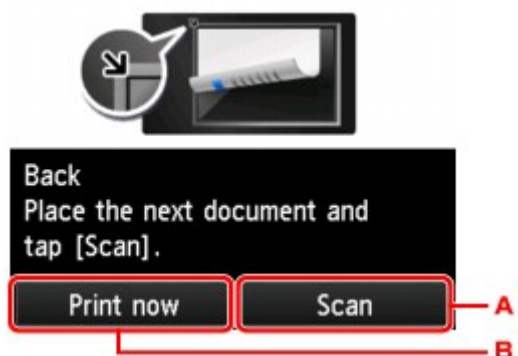 Back
Place the next document and
tap [Scan].
Print now Scan A
B